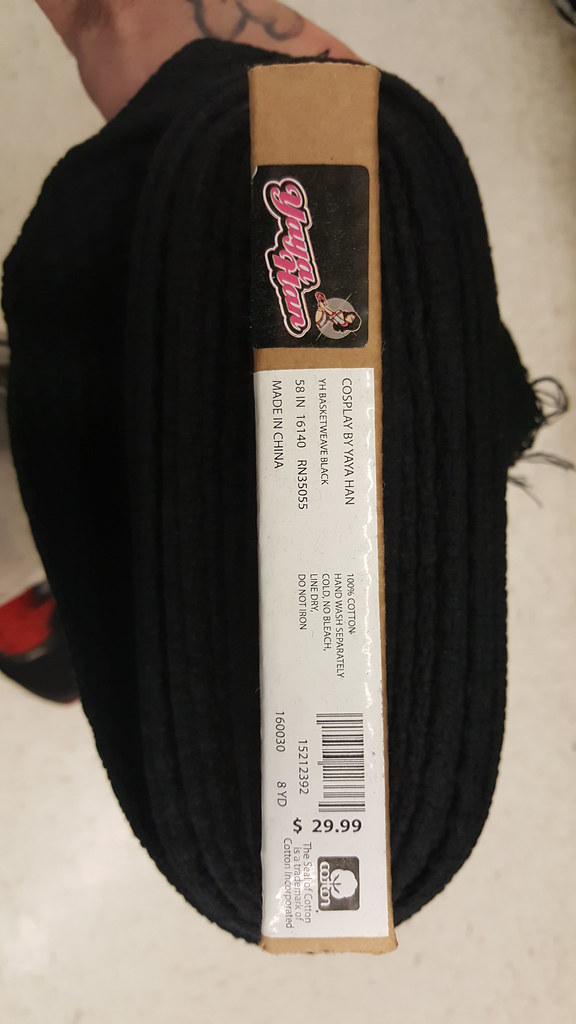 Yaya
Han
COSPLAY BY YAYA HAN
YH BASKETWEAVE BLACK
58 IN 16140 RN35055
MADE IN CHINA
100% COTTON
HAND WASH SEPARATELY
COLD, NO BLEACH,
LINE DRY,
DO NOT IRON
15212392
160030 8 YD
$ 29.99
cotton
The Seal of Cotton
is a trademark of
Cotton Incorporated